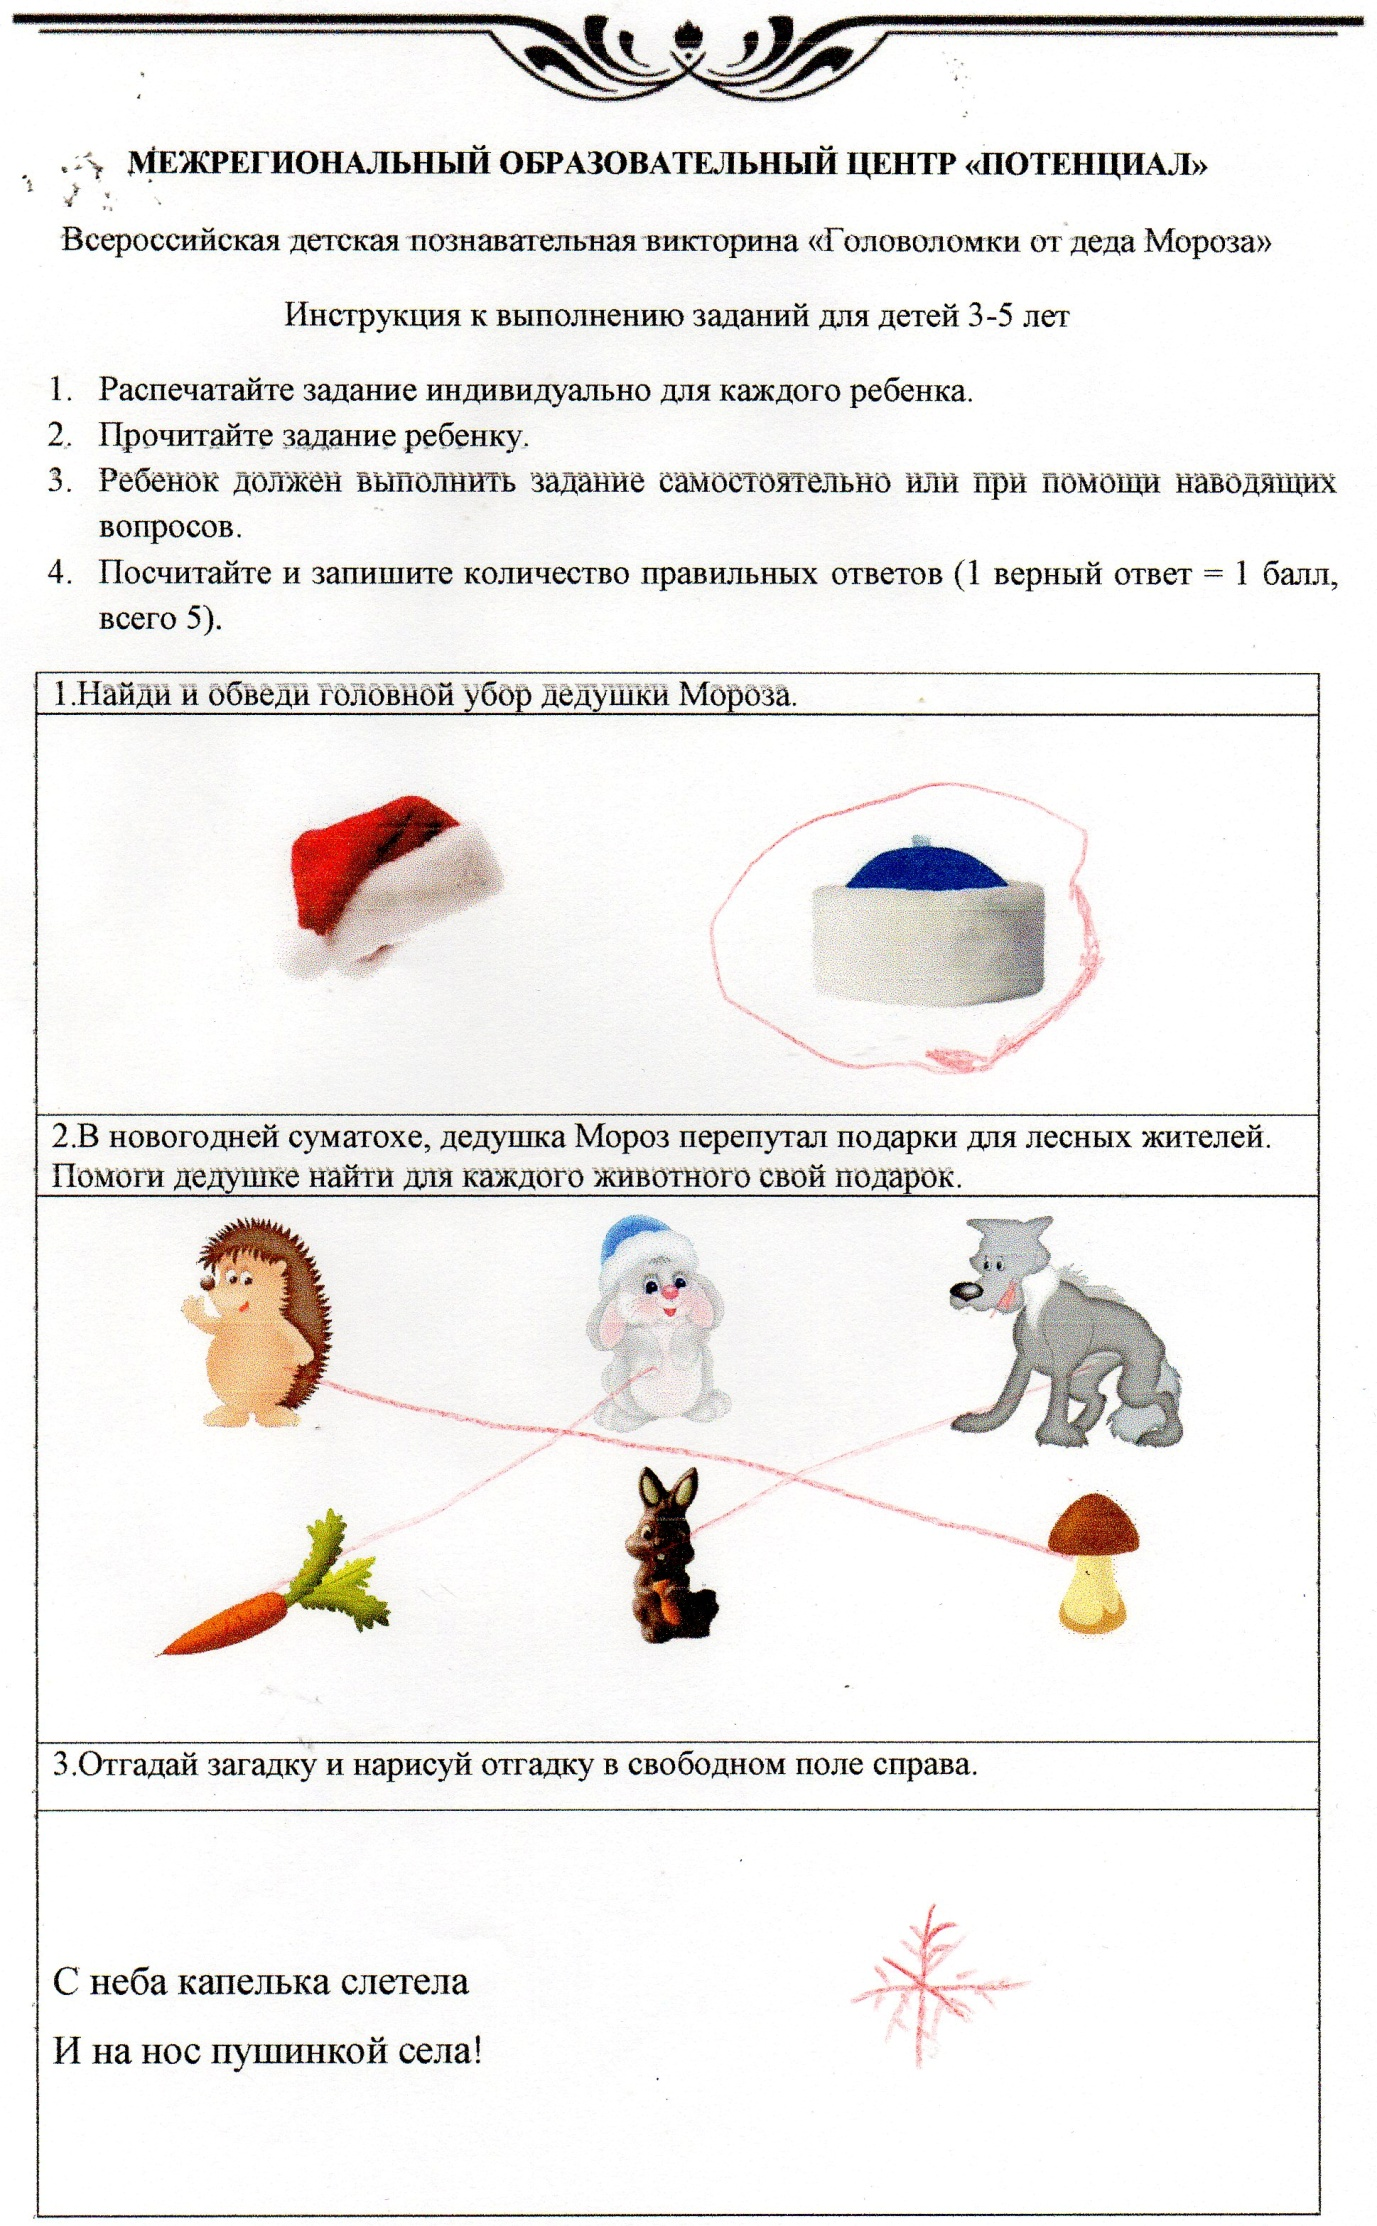 МЕЖРЕГИОНАЛЬНЫЙ ОБРАЗОВАТЕЛЬНЫЙ ЦЕНТР «ПОТЕНЦИАЛ»
Всероссийская детская познавательная викторина «Головоломки от деда Мороза»
Инструкция к выполнению заданий для детей 3-5 лет
1. Распечатайте задание индивидуально для каждого ребенка.
2. Прочитайте задание ребенку.
3. Ребенок должен выполнить задание самостоятельно или при помощи наводящих
вопросов.
4. Посчитайте и запишите количество правильных ответов (1 верный ответ = 1 балл,
всего 5).
1.Найди и обведи головной убор дедушки Мороза.
2.В новогодней суматохе, дедушка Мороз перепутал подарки для лесных жителей.
Помоги дедушке найти для каждого животного свой подарок.
3.Отгадай загадку и нарисуй отгадку в свободном поле справа.
С неба капелька слетела
И на нос пушинкой села!